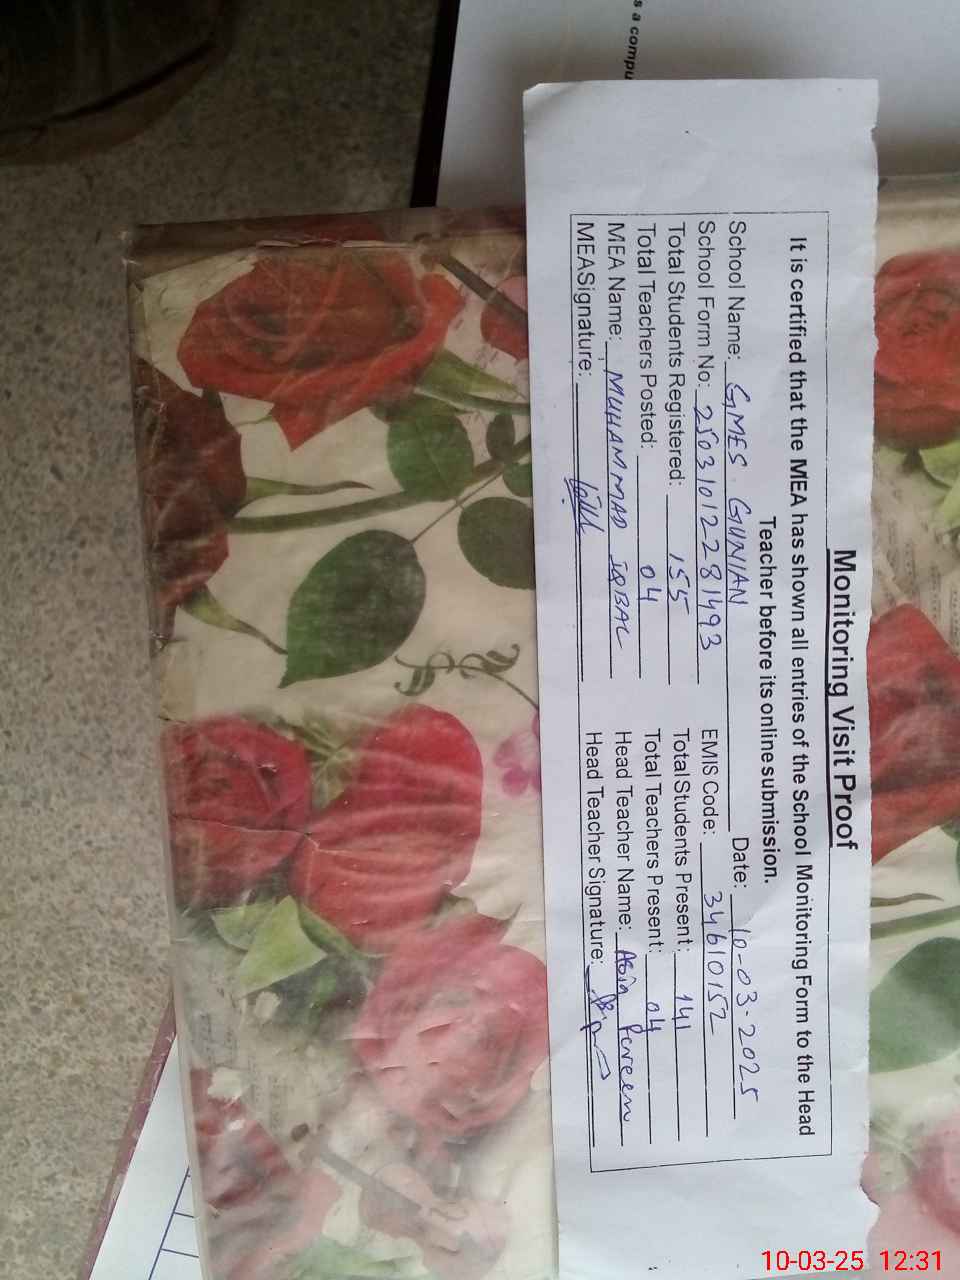 s a compu
Monitoring Visit Proof
It is certified that the MEA has shown all entries of the School Monitoring Form to the Head
Teacher before its online submission.
School Name: GMES GUNIAN Date: 10-03-2025
School Form No: 25031012281493 EMIS Code: 34610152
Total Students Registered: 155 Total Students Present: 141
Total Teachers Posted: 04 Total Teachers Present: 04
MEA Name: MUHAMMAD IQBAL Head Teacher Name: Asia Perveen
MEASignature: Head Teacher Signature:
10-03-25 12:31